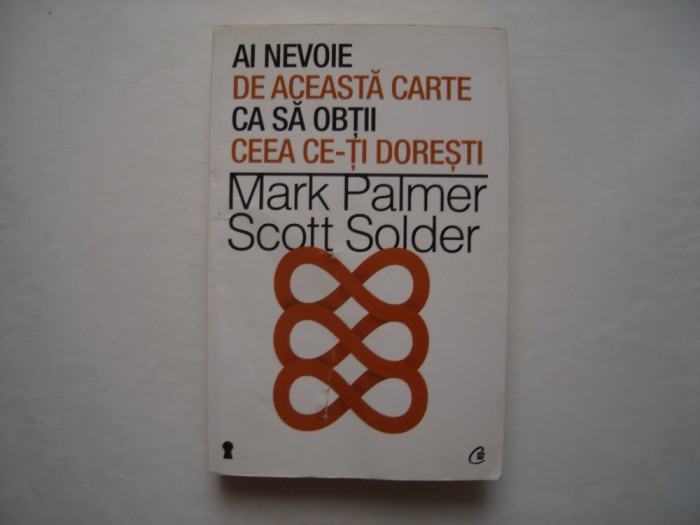 AI NEVOIE
DE ACEASTĂ CARTE
CA SĂ OBȚII
CEEA CE-ȚI DOREȘTI
Mark Palmer
Scott Solder